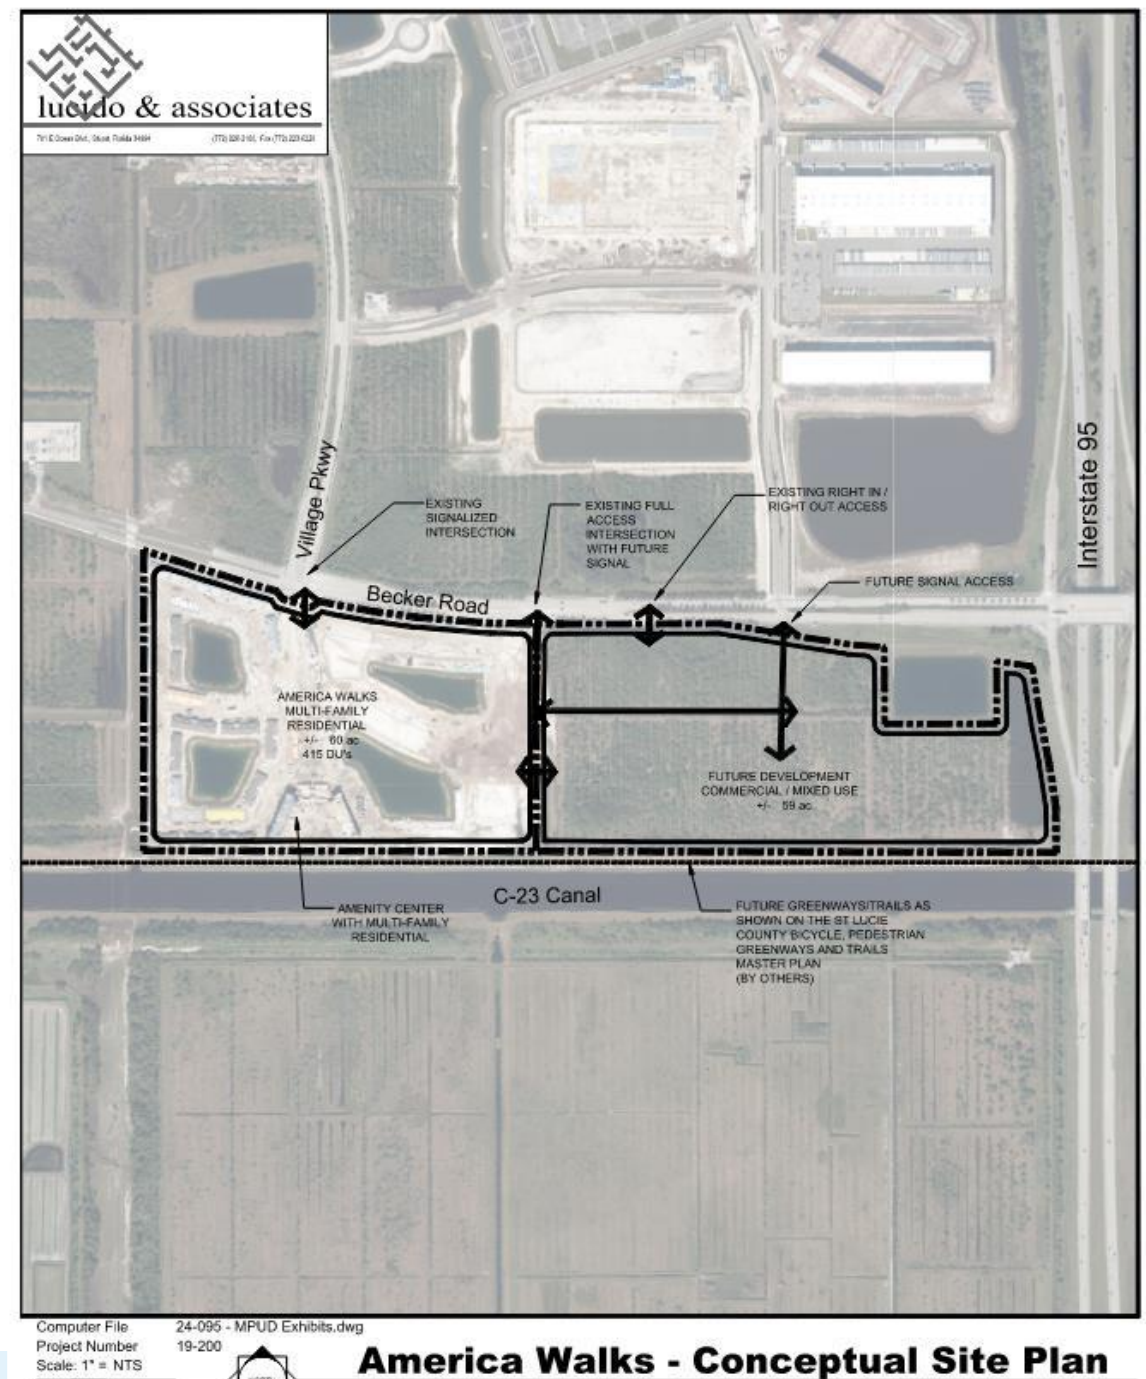 lucido & associates
Village Pkwy
Interstate 95
EXISTING
SIGNALIZED
INTERSECTION
EXISTING FULL
ACCESS
INTERSECTION
WITH FUTURE
SIGNAL
EXISTING RIGHT IN /
RIGHT OUT ACCESS
FUTURE SIGNAL ACCESS
Becker Road
AMERICA WALKS
MULTI-FAMILY
RESIDENTIAL
+/- 60 ac
415 DU's
FUTURE DEVELOPMENT
COMMERCIAL / MIXED USE
+/- 59 ac.
C-23 Canal
AMENITY CENTER
WITH MULTI-FAMILY
RESIDENTIAL
FUTURE GREENWAYS/TRAILS AS
SHOWN ON THE ST LUCIE
COUNTY BICYCLE, PEDESTRIAN
GREENWAYS AND TRAILS
MASTER PLAN
(BY OTHERS)
Computer File 24-095 - MPUD Exhibits.dwg
Project Number 19-200
Scale: 1" = NTS
America Walks - Conceptual Site Plan